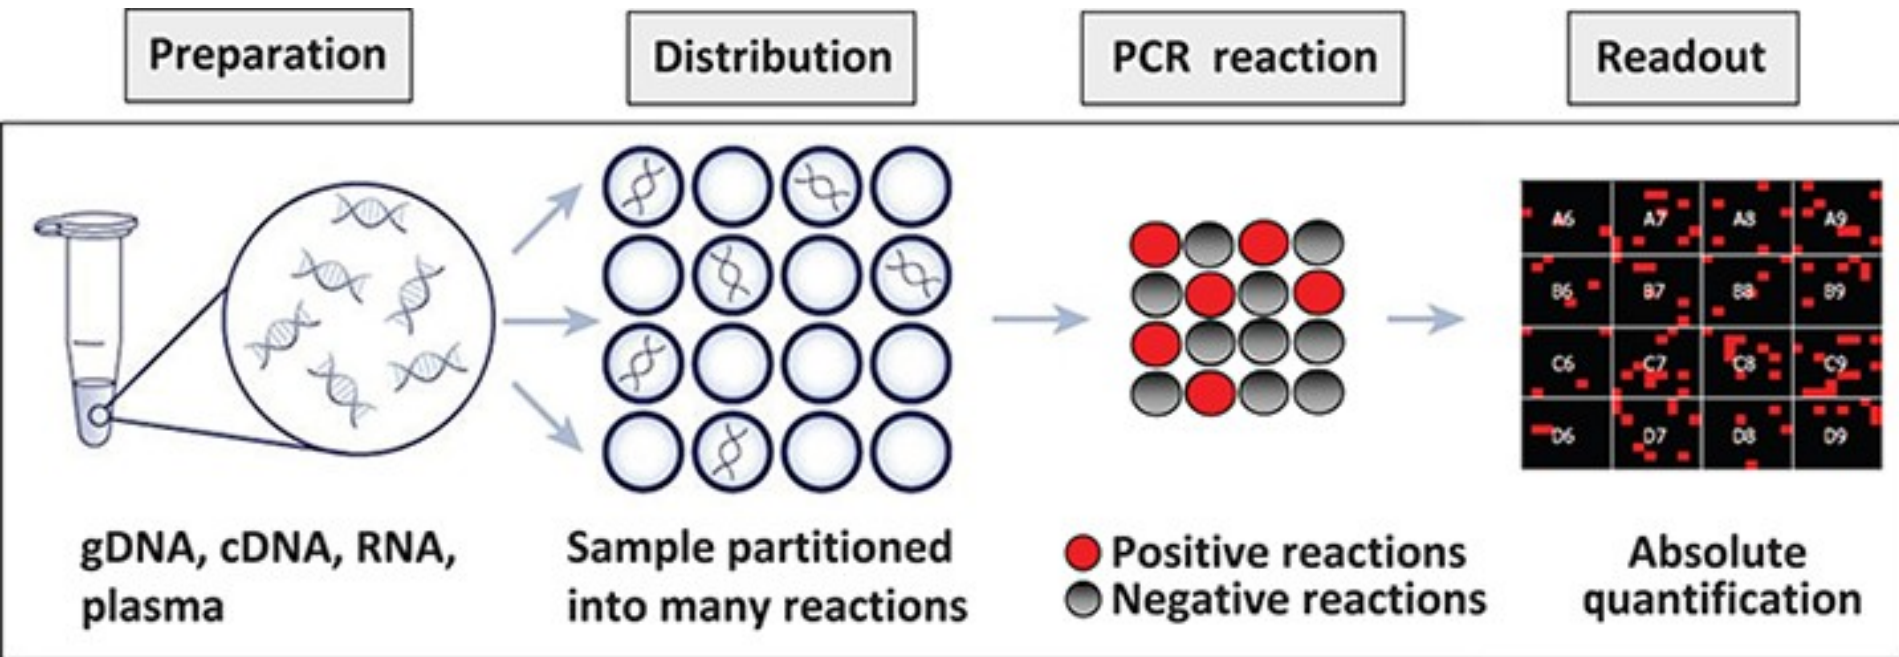 Preparation
Distribution
PCR reaction
Readout
A6 A7 A8 A9
B6 B7 B8 B9
C6 C7 C8 C9
D6 D7 D8 D9
gDNA, cDNA, RNA,
plasma
Sample partitioned
into many reactions
Positive reactions
Negative reactions
Absolute
quantification